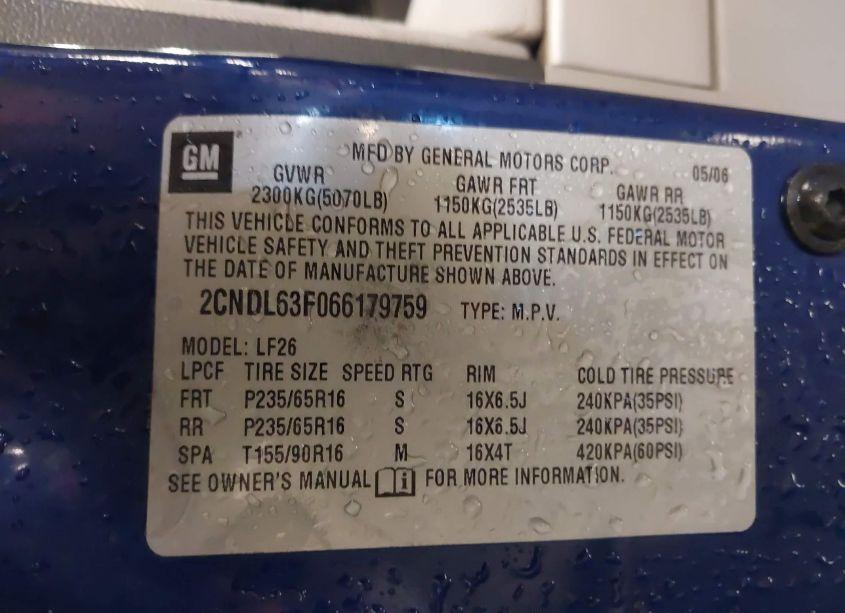 GM
MFD BY GENERAL MOTORS CORP. 05/06
GVWR GAWR FRT GAWR RR
2300KG(5070LB) 1150KG(2535LB) 1150KG(2535LB)
THIS VEHICLE CONFORMS TO ALL APPLICABLE U.S. FEDERAL MOTOR
VEHICLE SAFETY AND THEFT PREVENTION STANDARDS IN EFFECT ON
THE DATE OF MANUFACTURE SHOWN ABOVE.
2CNDL63F066179759 TYPE: M.P.V.
MODEL: LF26
LPCF TIRE SIZE SPEED RTG RIM COLD TIRE PRESSURE
FRT P235/65R16 S 16X6.5J 240KPA(35PSI)
RR P235/65R16 S 16X6.5J 240KPA(35PSI)
SPA T155/90R16 M 16X4T 420KPA(60PSI)
SEE OWNER'S MANUAL i FOR MORE INFORMATION.